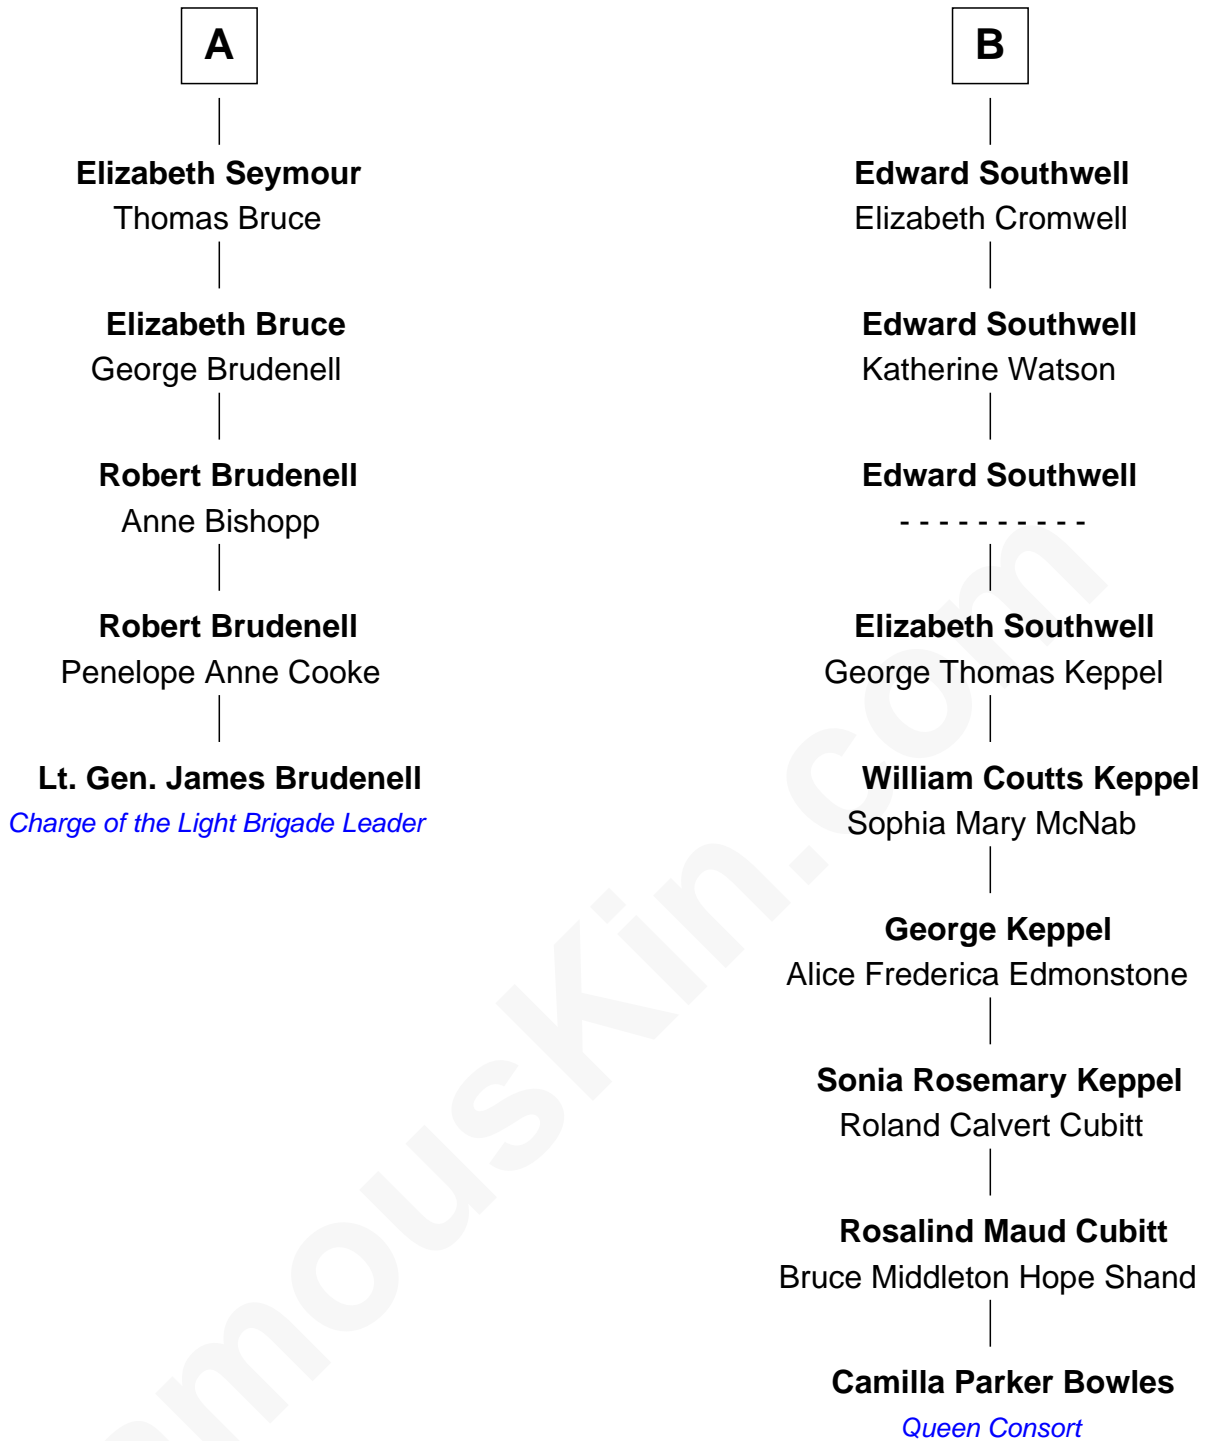 A
Elizabeth Seymour
Thomas Bruce
Elizabeth Bruce
George Brudenell
Robert Brudenell
Anne Bishopp
Robert Brudenell
Penelope Anne Cooke
Lt. Gen. James Brudenell
Charge of the Light Brigade Leader
B
Edward Southwell
Elizabeth Cromwell
Edward Southwell
Katherine Watson
Edward Southwell
- - - - - - - - - -
Elizabeth Southwell
George Thomas Keppel
William Coutts Keppel
Sophia Mary McNab
George Keppel
Alice Frederica Edmonstone
Sonia Rosemary Keppel
Roland Calvert Cubitt
Rosalind Maud Cubitt
Bruce Middleton Hope Shand
Camilla Parker Bowles
Queen Consort
amousKin.com